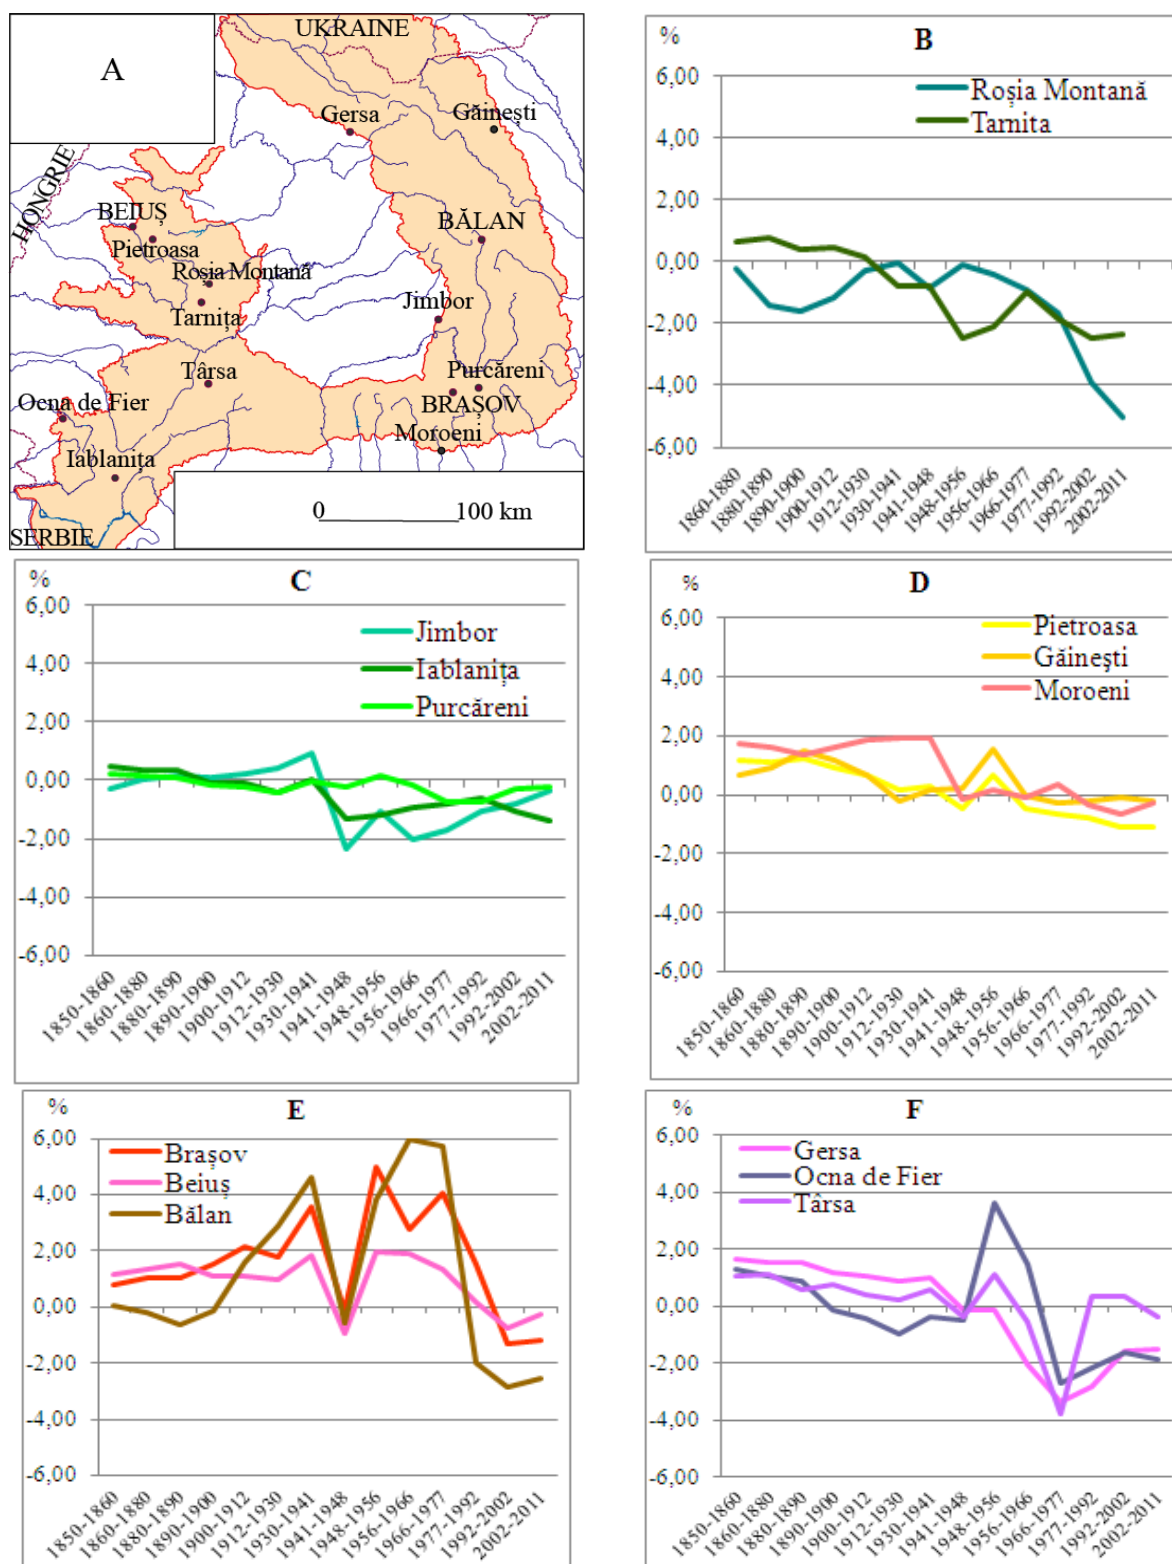 A
UKRAINE
Gersa
Găineşti
HONGRIE
BEIUȘ
Pietroasa
BĂLAN
Roșia Montană
Tarnița
Jimbor
Târsa
Purcăreni
Ocna de Fier
BRAȘOV
Moroeni
Iablanița
SERBIE
0 100 km
% B
6,00
4,00
2,00
0,00
-2,00
-4,00
-6,00
Roșia Montană
Tarnita
1860-1880
1880-1890
1890-1900
1900-1912
1912-1930
1930-1941
1941-1948
1948-1956
1956-1966
1966-1977
1977-1992
1992-2002
2002-2011
% C
6,00
4,00
2,00
0,00
-2,00
-4,00
-6,00
Jimbor
Iablanița
Purcăreni
1850-1860
1860-1880
1880-1890
1890-1900
1900-1912
1912-1930
1930-1941
1941-1948
1948-1956
1956-1966
1966-1977
1977-1992
1992-2002
2002-2011
% D
6,00
4,00
2,00
0,00
-2,00
-4,00
-6,00
Pietroasa
Găineşti
Moroeni
1850-1860
1860-1880
1880-1890
1890-1900
1900-1912
1912-1930
1930-1941
1941-1948
1948-1956
1956-1966
1966-1977
1977-1992
1992-2002
2002-2011
% E
6,00
4,00
2,00
0,00
-2,00
-4,00
-6,00
Brașov
Beiuș
Bălan
1850-1860
1860-1880
1880-1890
1890-1900
1900-1912
1912-1930
1930-1941
1941-1948
1948-1956
1956-1966
1966-1977
1977-1992
1992-2002
2002-2011
% F
6,00
4,00
2,00
0,00
-2,00
-4,00
-6,00
Gersa
Ocna de Fier
Târsa
1850-1860
1860-1880
1880-1890
1890-1900
1900-1912
1912-1930
1930-1941
1941-1948
1948-1956
1956-1966
1966-1977
1977-1992
1992-2002
2002-2011